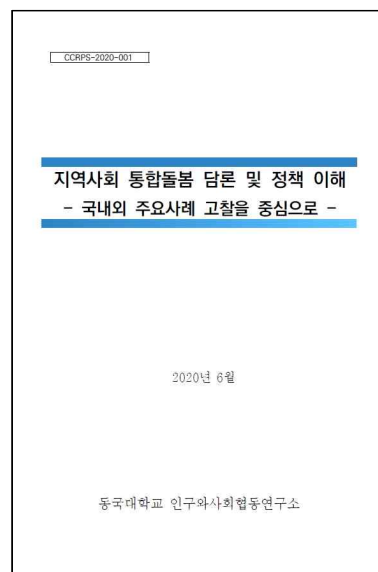 CCRPS-2020-001
지역사회 통합돌봄 담론 및 정책 이해
- 국내외 주요사례 고찰을 중심으로 -
2020년 6월
동국대학교 인구와사회협동연구소